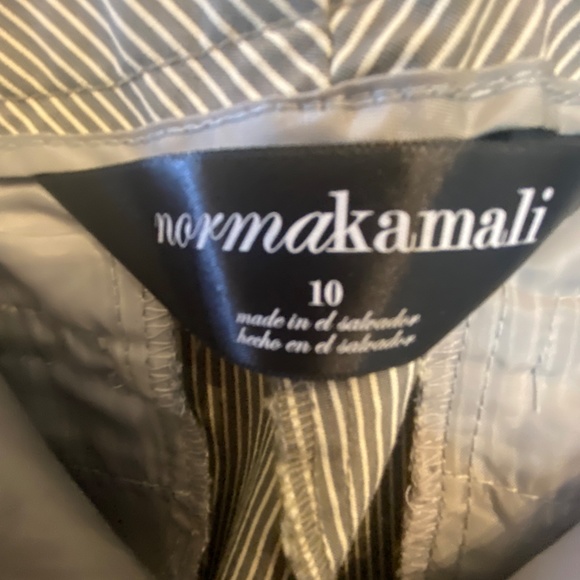 normakamali
10
made in el salvador
hecho en el salvador